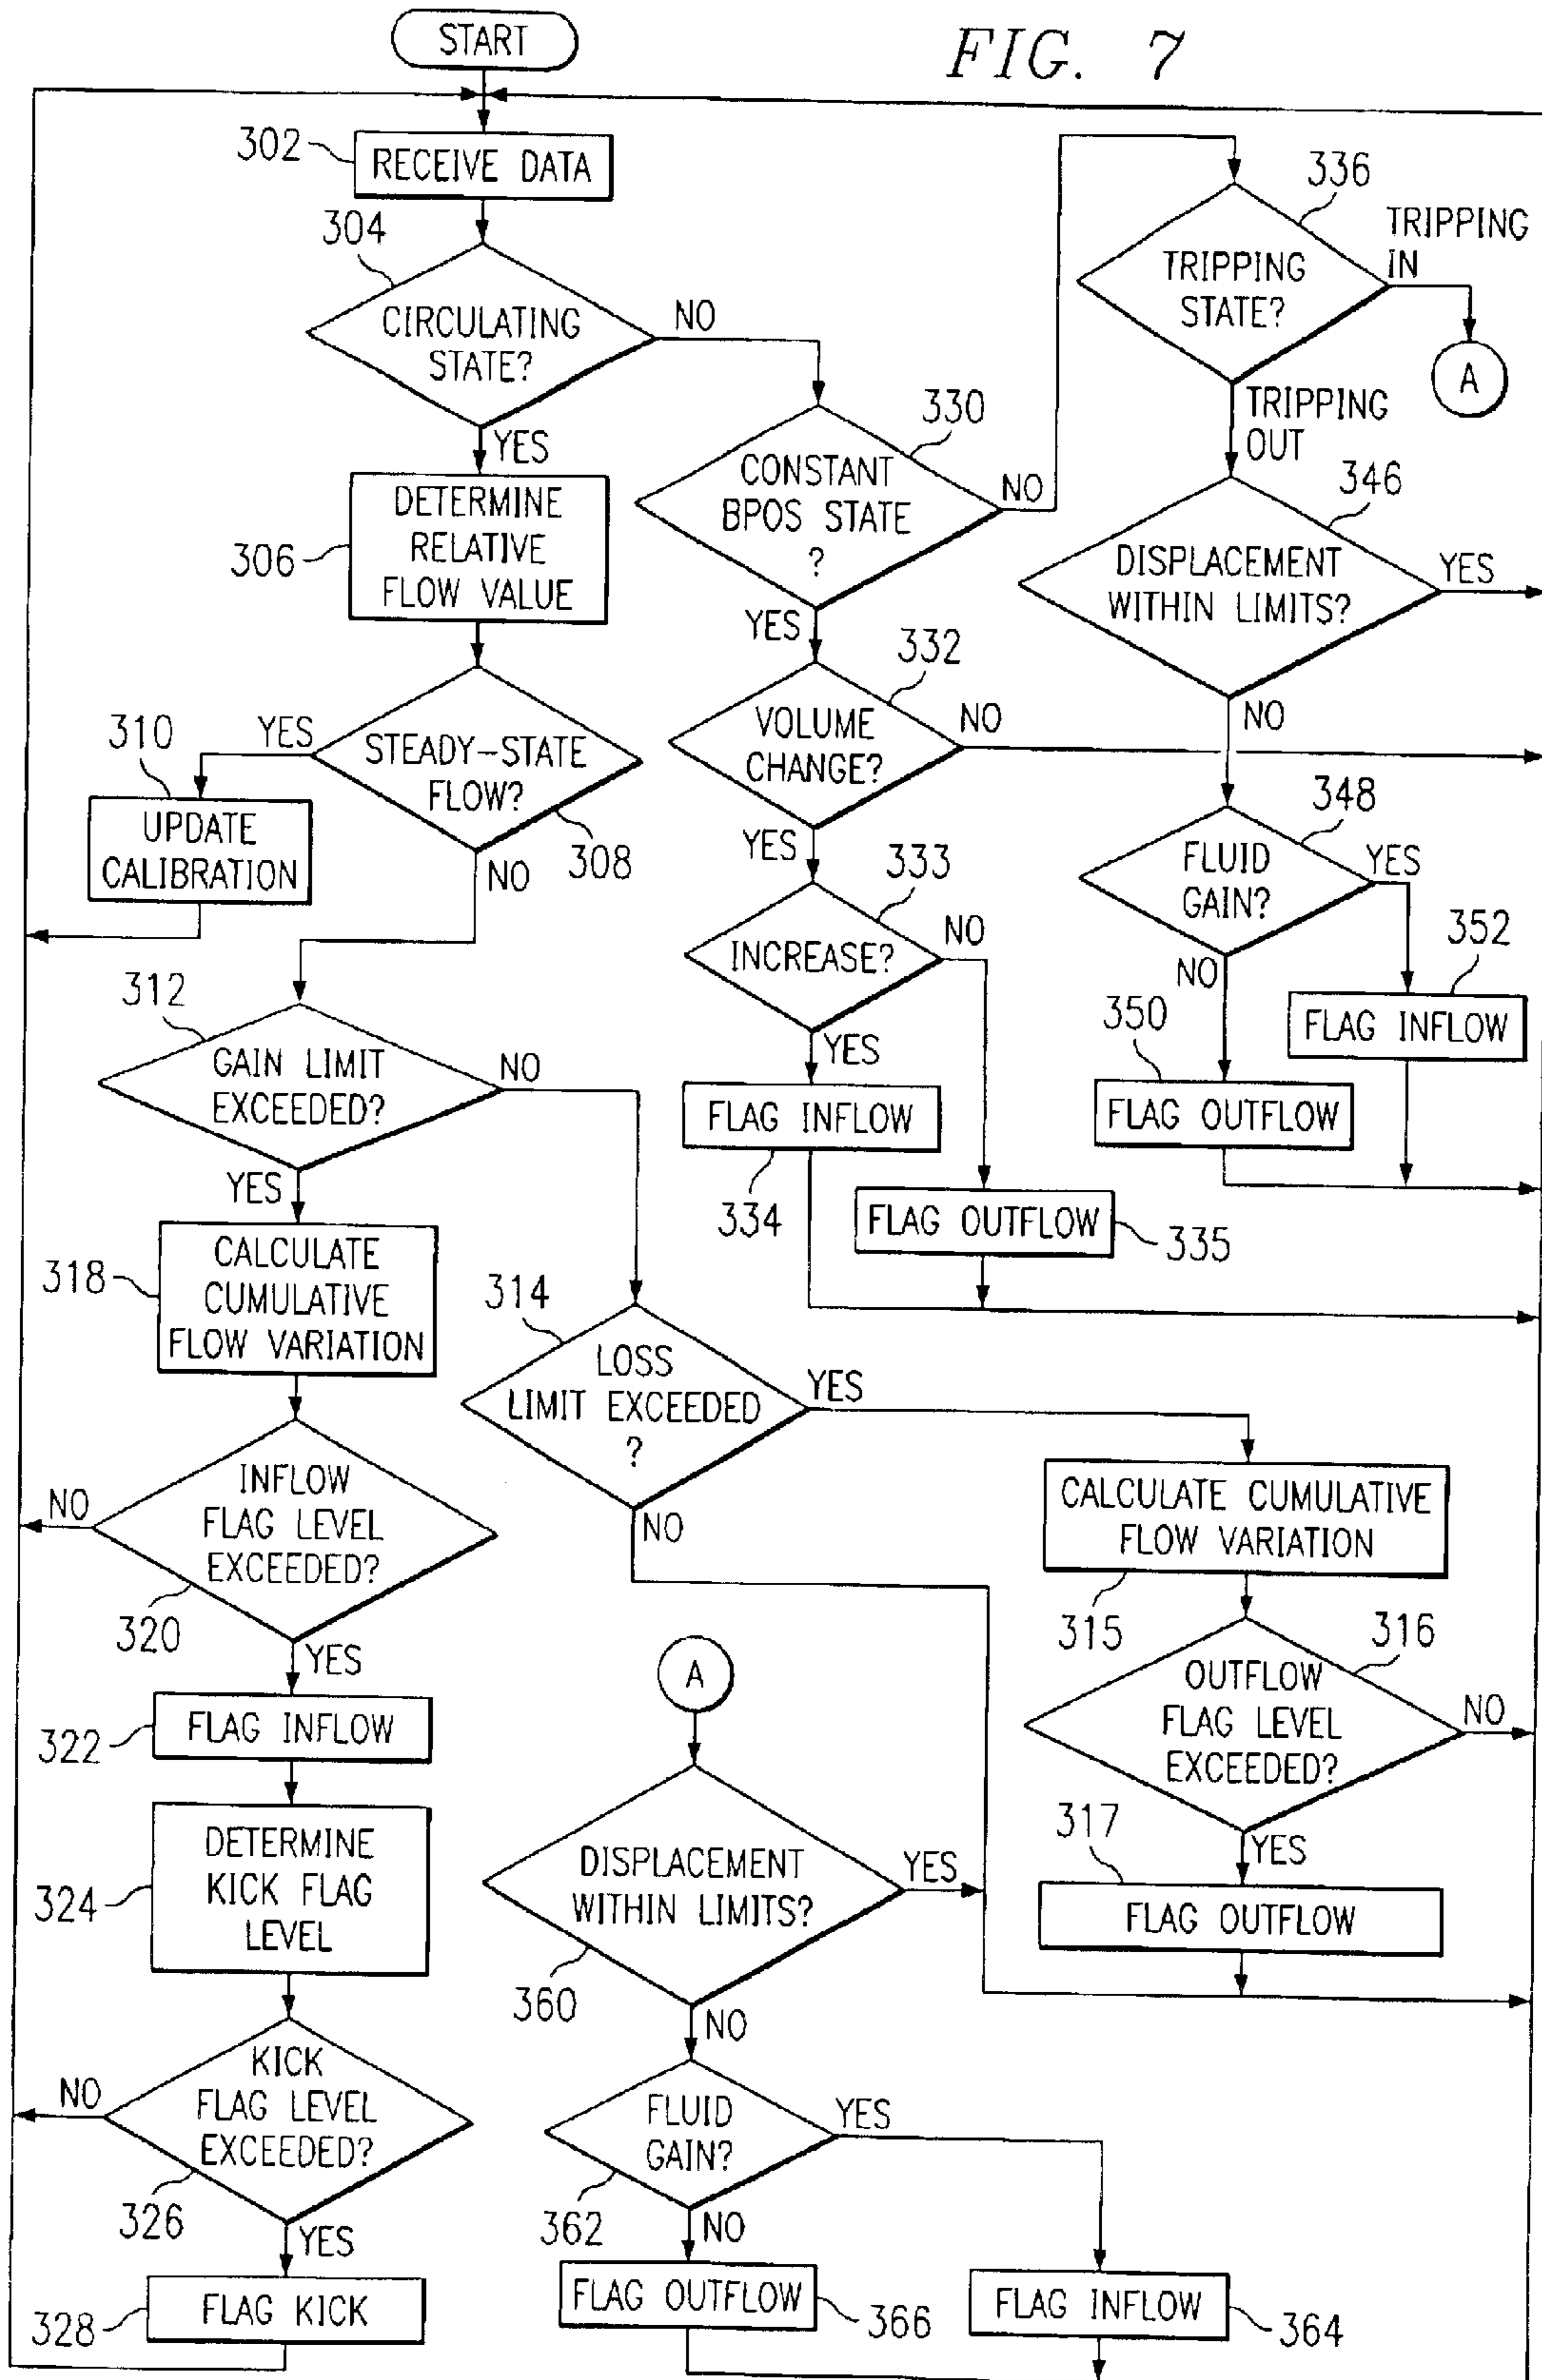 START
FIG. 7
302
RECEIVE DATA
304
CIRCULATING
STATE?
NO
YES
306
DETERMINE
RELATIVE
FLOW VALUE
YES
STEADY-STATE
FLOW?
308
NO
310
UPDATE
CALIBRATION
312
GAIN LIMIT
EXCEEDED?
NO
YES
318
CALCULATE
CUMULATIVE
FLOW VARIATION
NO
INFLOW
FLAG LEVEL
EXCEEDED?
320
YES
322
FLAG INFLOW
324
DETERMINE
KICK FLAG
LEVEL
NO
KICK
FLAG LEVEL
EXCEEDED?
326
YES
328
FLAG KICK
330
CONSTANT
BPOS STATE
?
NO
YES
332
VOLUME
CHANGE?
NO
YES
333
INCREASE?
NO
YES
FLAG INFLOW
334
FLAG OUTFLOW
335
336
TRIPPING
STATE?
TRIPPING
IN
A
TRIPPING
OUT
346
DISPLACEMENT
WITHIN LIMITS?
YES
NO
348
FLUID
GAIN?
YES
NO
352
FLAG INFLOW
350
FLAG OUTFLOW
314
LOSS
LIMIT EXCEEDED
?
YES
NO
CALCULATE CUMULATIVE
FLOW VARIATION
315
316
OUTFLOW
FLAG LEVEL
EXCEEDED?
NO
YES
317
FLAG OUTFLOW
A
DISPLACEMENT
WITHIN LIMITS?
YES
360
NO
FLUID
GAIN?
YES
362
NO
FLAG OUTFLOW
366
FLAG INFLOW
364